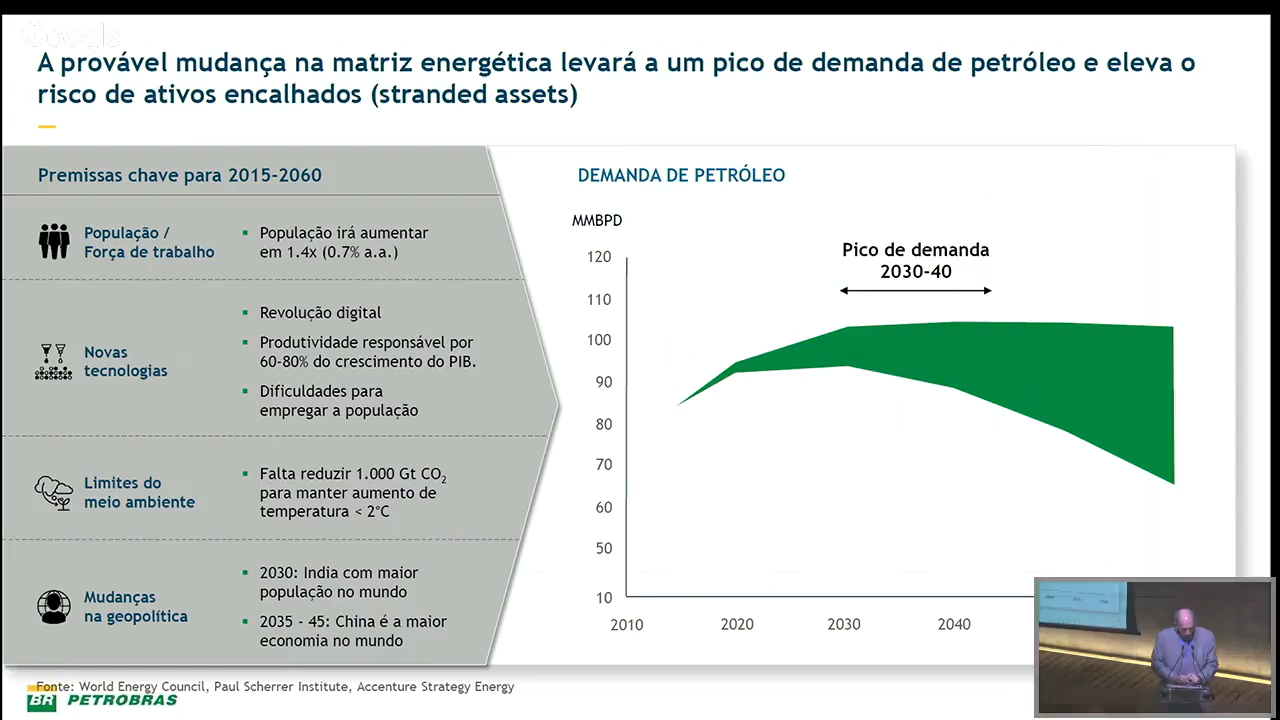 Google
A provável mudança na matriz energética levará a um pico de demanda de petróleo e eleva o
risco de ativos encalhados (stranded assets)
Premissas chave para 2015-2060
População /
Força de trabalho
▪ População irá aumentar
em 1.4x (0.7% a.a.)
Novas
tecnologias
▪ Revolução digital
▪ Produtividade responsável por
60-80% do crescimento do PIB.
▪ Dificuldades para
empregar a população
Limites do
meio ambiente
▪ Falta reduzir 1.000 Gt CO₂
para manter aumento de
temperatura < 2°C
Mudanças
na geopolítica
▪ 2030: India com maior
população no mundo
▪ 2035 - 45: China é a maior
economia no mundo
DEMANDA DE PETRÓLEO
MMBPD
Pico de demanda
2030-40
120
110
100
90
80
70
60
50
10
2010 2020 2030 2040
Fonte: World Energy Council, Paul Scherrer Institute, Accenture Strategy Energy
BR PETROBRAS